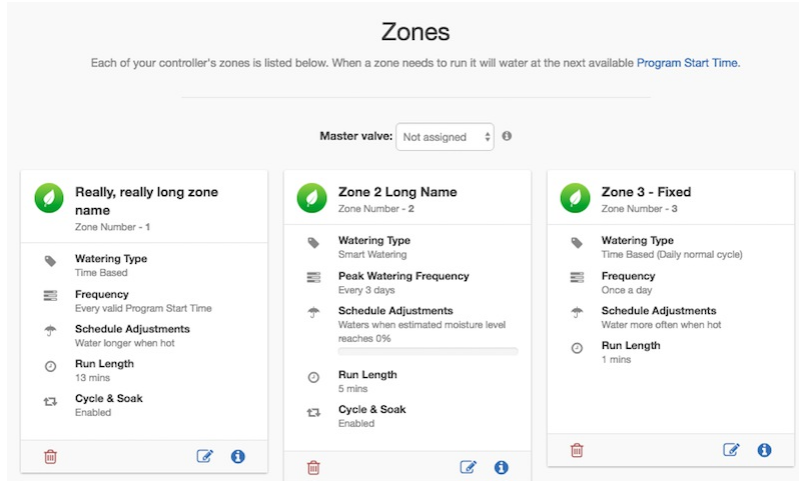 Zones
Each of your controller's zones is listed below. When a zone needs to run it will water at the next available Program Start Time.
Master valve: Not assigned
Really, really long zone
name
Zone Number - 1
Watering Type
Time Based
Frequency
Every valid Program Start Time
Schedule Adjustments
Water longer when hot
Run Length
13 mins
Cycle & Soak
Enabled
Zone 2 Long Name
Zone Number - 2
Watering Type
Smart Watering
Peak Watering Frequency
Every 3 days
Schedule Adjustments
Waters when estimated moisture level
reaches 0%
Run Length
5 mins
Cycle & Soak
Enabled
Zone 3 - Fixed
Zone Number - 3
Watering Type
Time Based (Daily normal cycle)
Frequency
Once a day
Schedule Adjustments
Water more often when hot
Run Length
1 mins